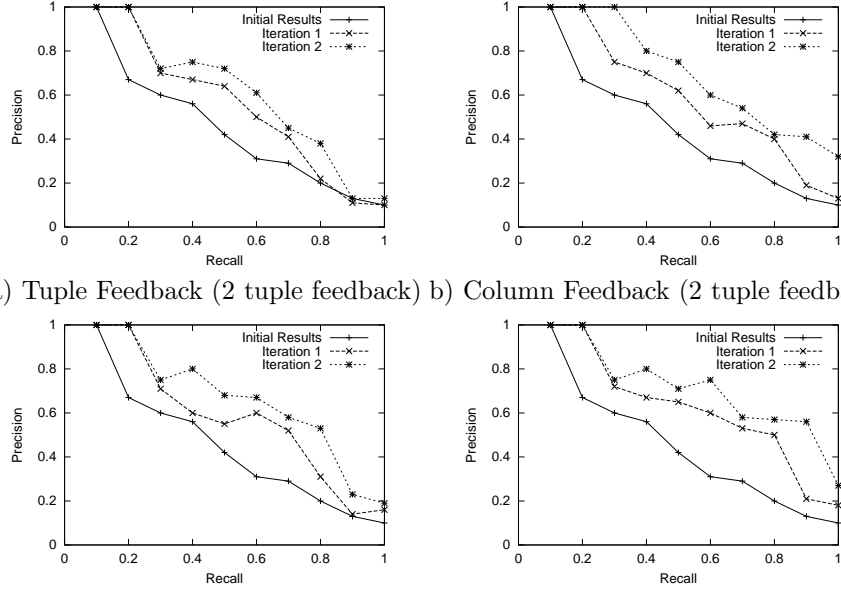 1
0.8
0.6
0.4
0.2
0
0 0.2 0.4 0.6 0.8 1
Precision
Recall
Initial Results
Iteration 1
Iteration 2
1
0.8
0.6
0.4
0.2
0
0 0.2 0.4 0.6 0.8 1
Precision
Recall
Initial Results
Iteration 1
Iteration 2
) Tuple Feedback (2 tuple feedback) b) Column Feedback (2 tuple feedb
1
0.8
0.6
0.4
0.2
0
0 0.2 0.4 0.6 0.8 1
Precision
Recall
Initial Results
Iteration 1
Iteration 2
1
0.8
0.6
0.4
0.2
0
0 0.2 0.4 0.6 0.8 1
Precision
Recall
Initial Results
Iteration 1
Iteration 2